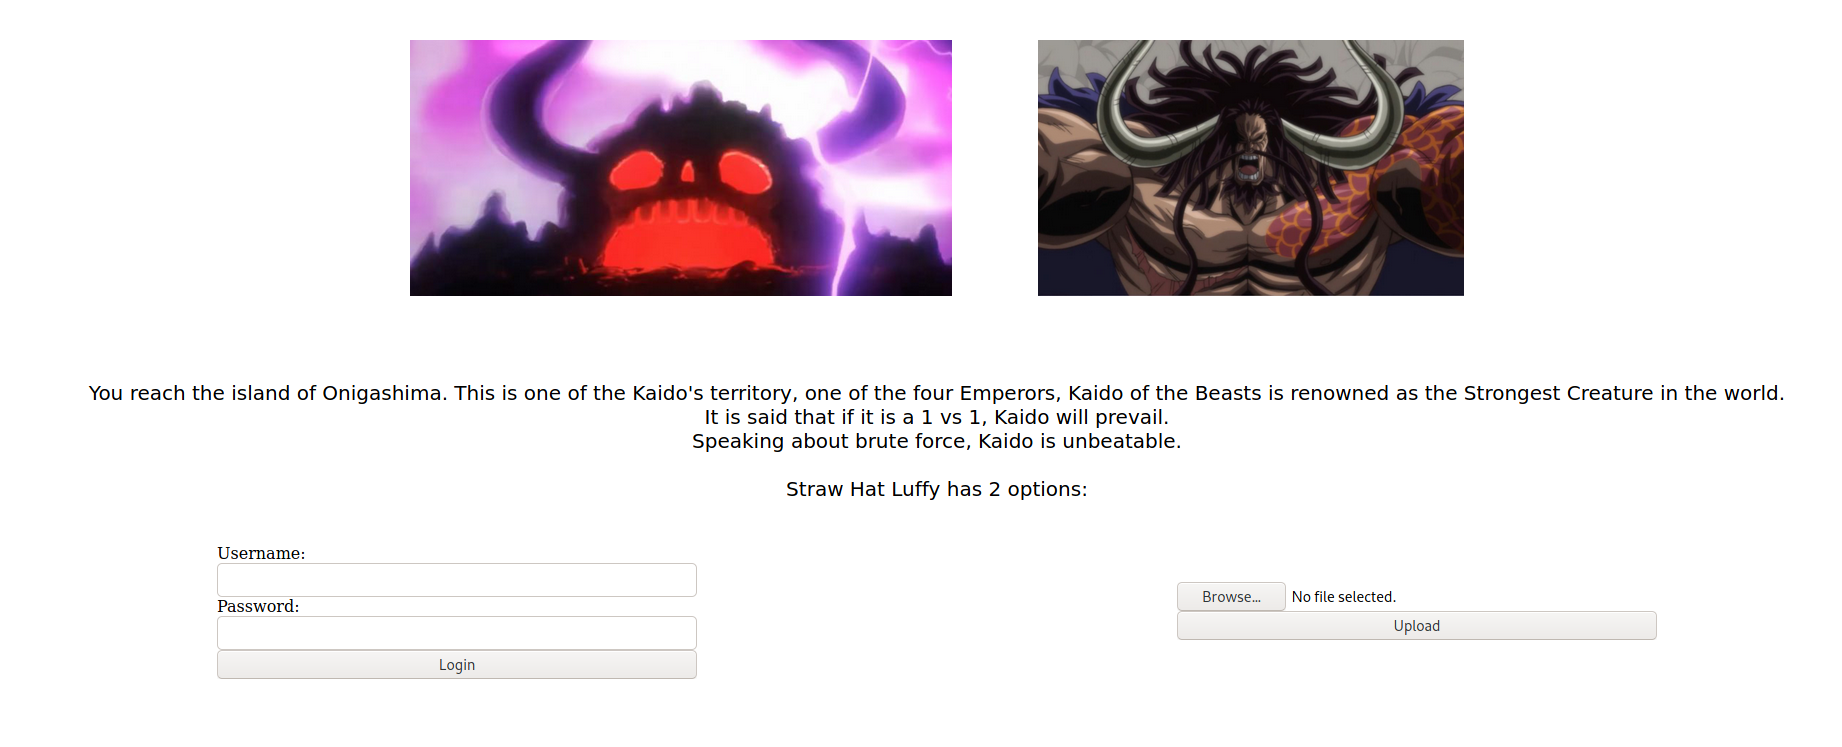 You reach the island of Onigashima. This is one of the Kaido's territory, one of the four Emperors, Kaido of the Beasts is renowned as the Strongest Creature in the world.
It is said that if it is a 1 vs 1, Kaido will prevail.
Speaking about brute force, Kaido is unbeatable.
Straw Hat Luffy has 2 options:
Username:
Password:
Login
Browse... No file selected.
Upload